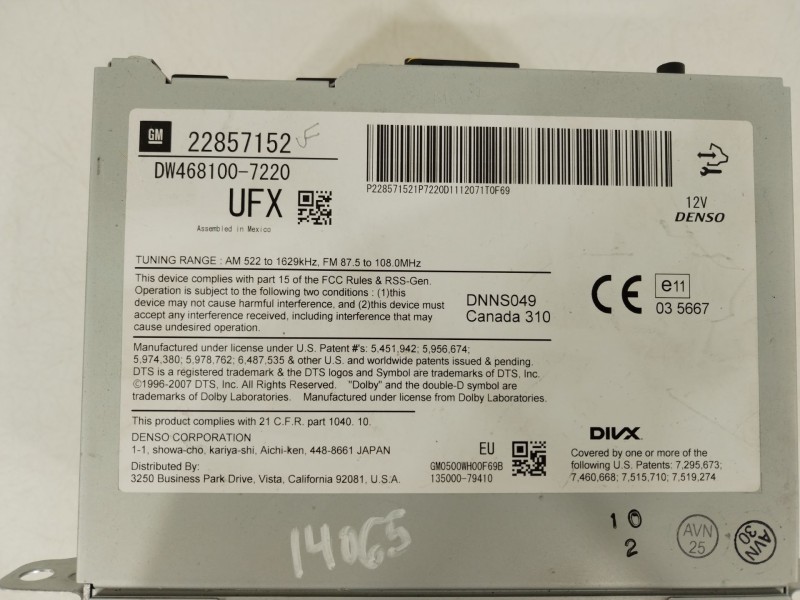 GM 22857152 F
DW468100-7220
UFX
Assembled in Mexico
P228571521P7220D1112071T0F69
12V
DENSO
TUNING RANGE : AM 522 to 1629kHz, FM 87.5 to 108.0MHz
This device complies with part 15 of the FCC Rules & RSS-Gen.
Operation is subject to the following two conditions : (1)this
device may not cause harmful interference, and (2)this device must
accept any interference received, including interference that may
cause undesired operation.
DNNS049
Canada 310
CE e11
03 5667
Manufactured under license under U.S. Patent #'s: 5,451,942; 5,956,674;
5,974,380; 5,978,762; 6,487,535 & other U.S. and worldwide patents issued & pending.
DTS is a registered trademark & the DTS logos and Symbol are trademarks of DTS, Inc.
©1996-2007 DTS, Inc. All Rights Reserved. "Dolby" and the double-D symbol are
trademarks of Dolby Laboratories. Manufactured under license from Dolby Laboratories.
This product complies with 21 C.F.R. part 1040. 10.
DENSO CORPORATION
1-1, showa-cho, kariya-shi, Aichi-ken, 448-8661 JAPAN
Distributed By:
3250 Business Park Drive, Vista, California 92081, U.S.A.
EU
GM0500WH00F69B
135000-79410
DIVX
Covered by one or more of the
following U.S. Patents: 7,295,673;
7,460,668; 7,515,710; 7,519,274
14065
10
2
AVN
25
AVN
30